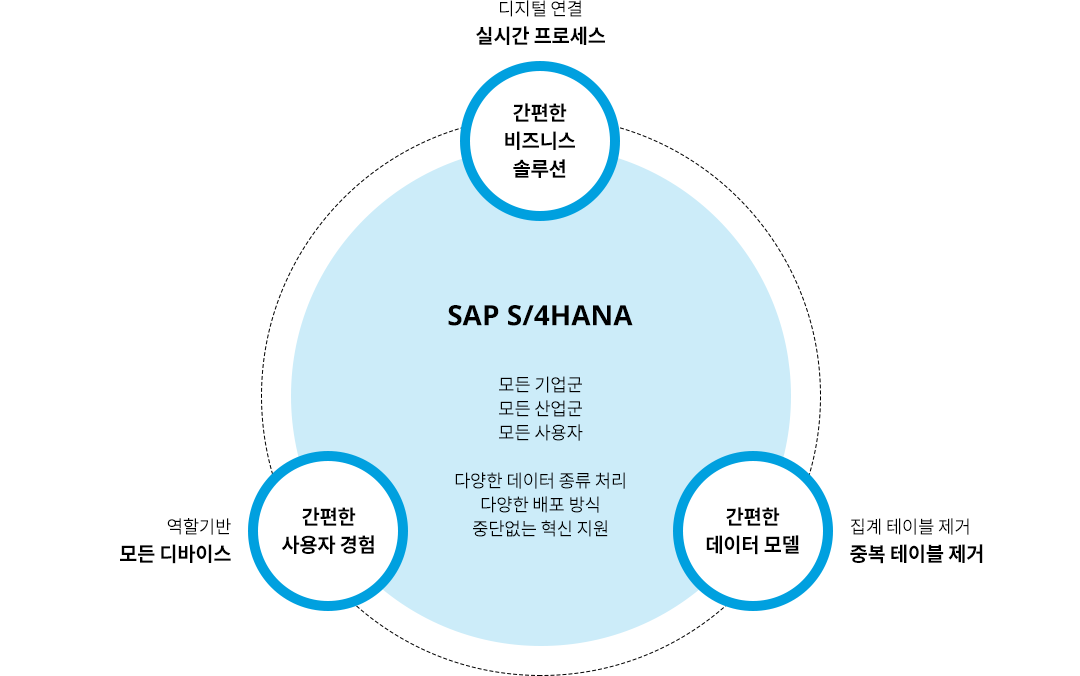 디지털 연결
실시간 프로세스
간편한
비즈니스
솔루션
SAP S/4HANA
모든 기업군
모든 산업군
모든 사용자
다양한 데이터 종류 처리
다양한 배포 방식
중단없는 혁신 지원
역할기반
모든 디바이스
간편한
사용자 경험
간편한
데이터 모델
집계 테이블 제거
중복 테이블 제거